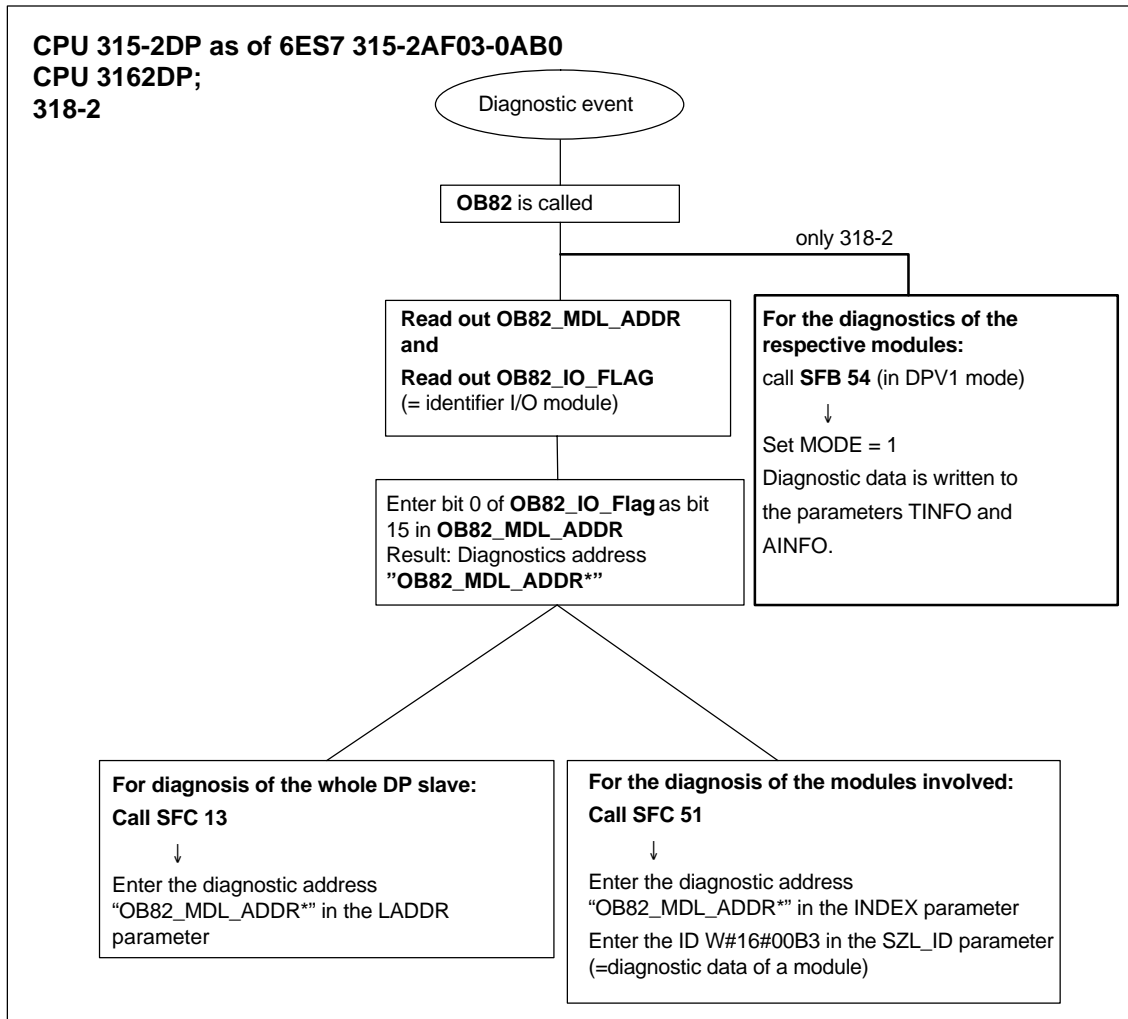 CPU 315-2DP as of 6ES7 315-2AF03-0AB0
CPU 3162DP;
318-2
Diagnostic event
OB82 is called
only 318-2
Read out OB82_MDL_ADDR
and
Read out OB82_IO_FLAG
(= identifier I/O module)
For the diagnostics of the
respective modules:
call SFB 54 (in DPV1 mode)
↓
Set MODE = 1
Diagnostic data is written to
the parameters TINFO and
AINFO.
Enter bit 0 of OB82_IO_Flag as bit
15 in OB82_MDL_ADDR
Result: Diagnostics address
”OB82_MDL_ADDR*”
For diagnosis of the whole DP slave:
Call SFC 13
↓
Enter the diagnostic address
“OB82_MDL_ADDR*” in the LADDR
parameter
For the diagnosis of the modules involved:
Call SFC 51
↓
Enter the diagnostic address
“OB82_MDL_ADDR*” in the INDEX parameter
Enter the ID W#16#00B3 in the SZL_ID parameter
(=diagnostic data of a module)